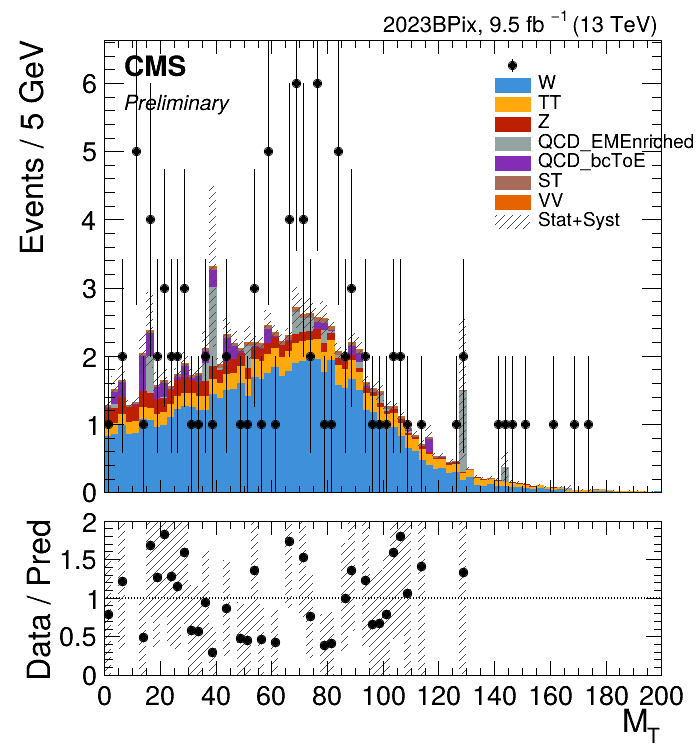 2023BPix, 9.5 fb⁻¹ (13 TeV)
CMS
Preliminary
W
TT
Z
QCD_EMEnriched
QCD_bcToE
ST
VV
Stat+Syst
Events / 5 GeV
6
5
4
3
2
1
0
Data / Pred
2
1.5
1
0.5
0
0 20 40 60 80 100 120 140 160 180 200
M_T